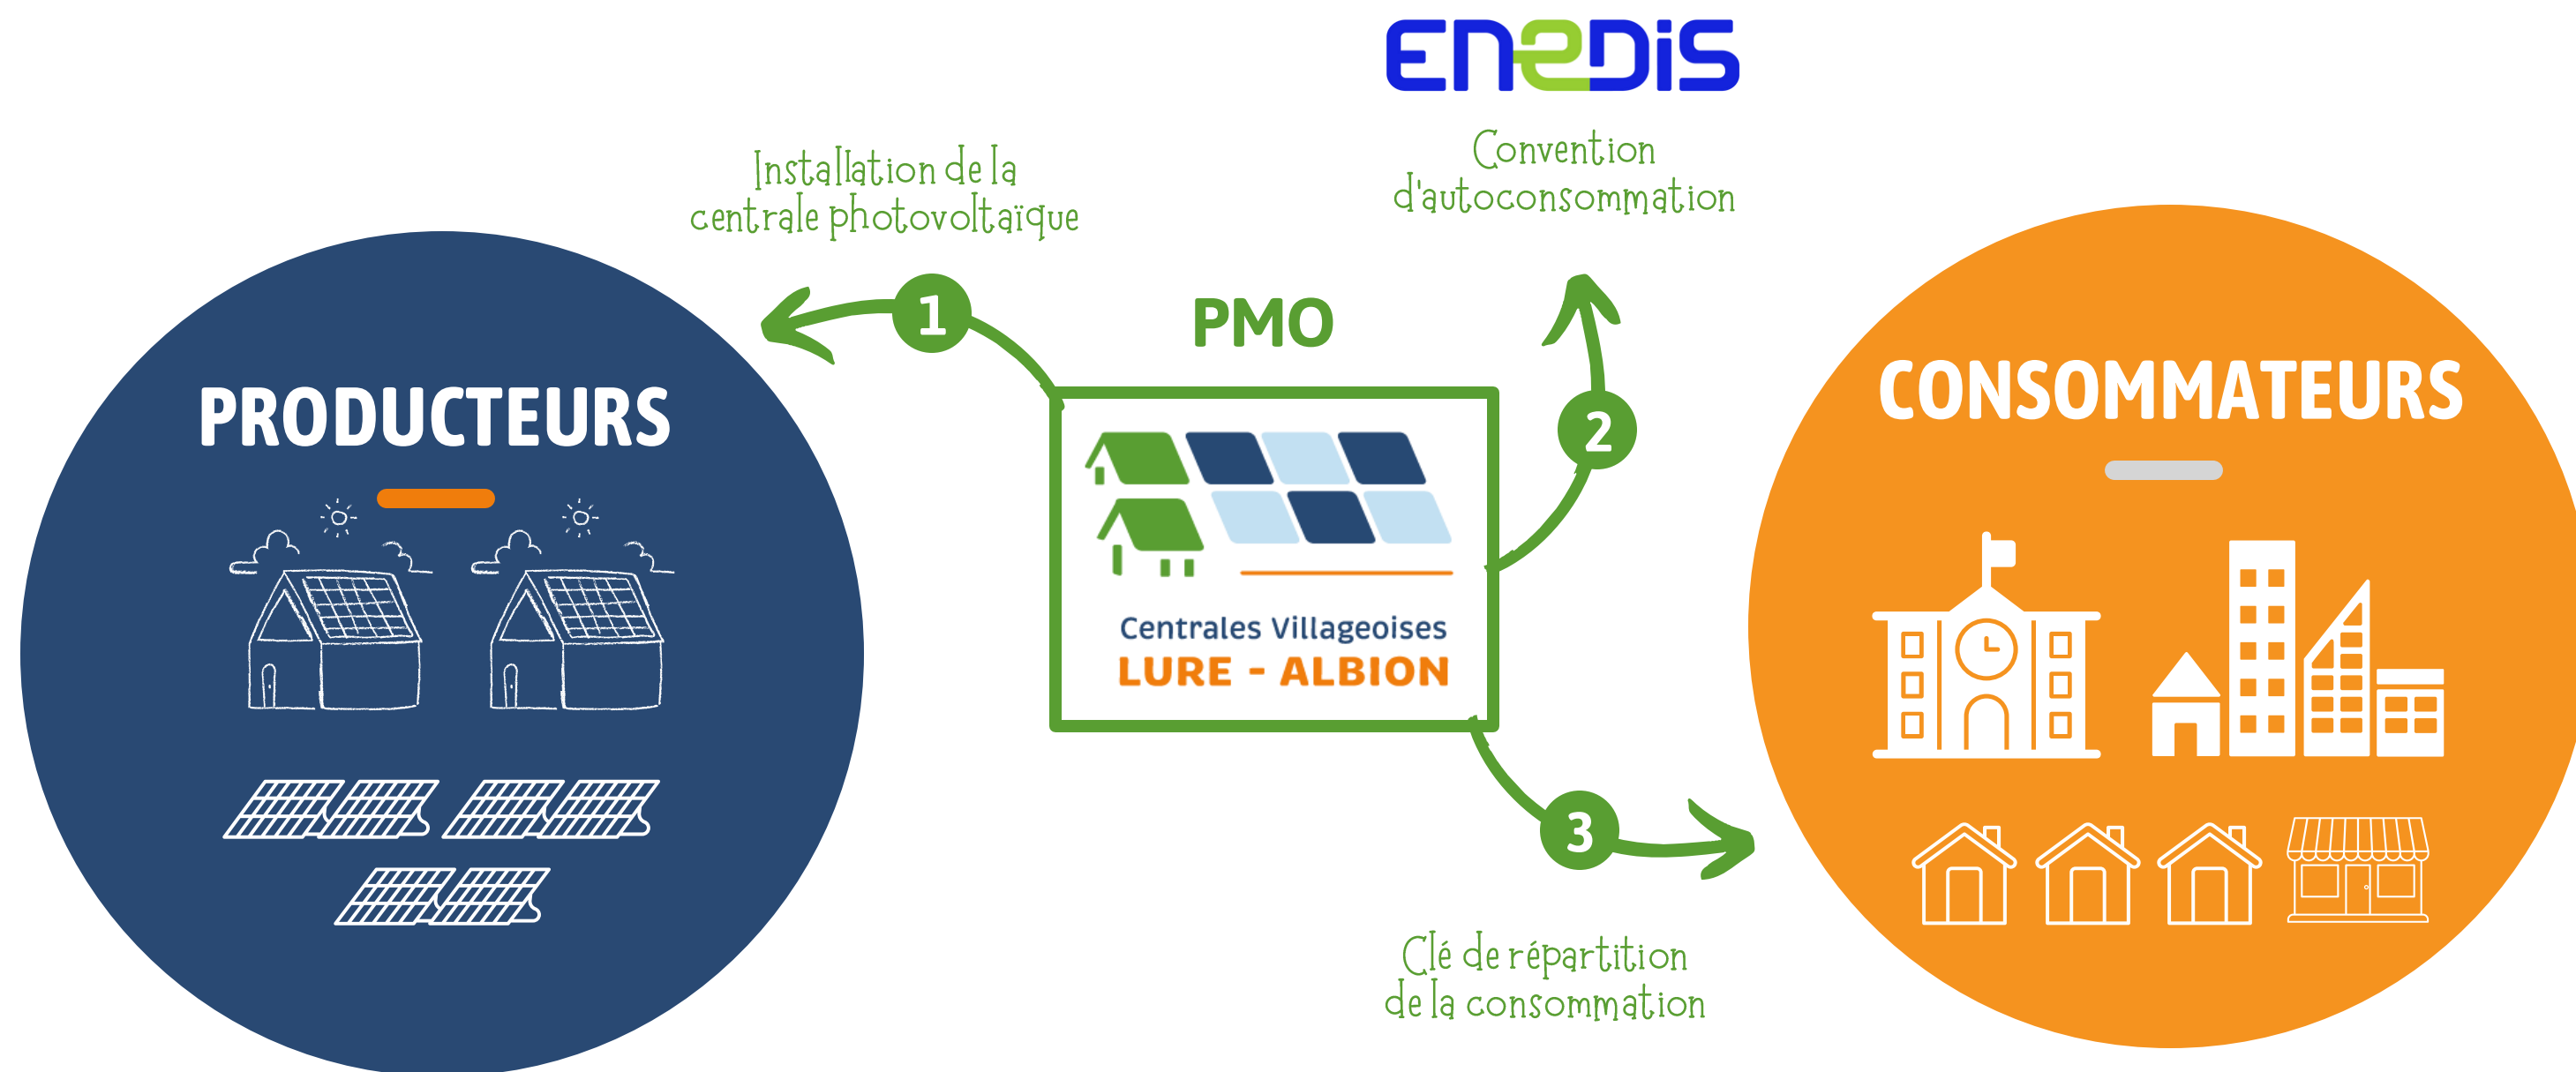 ENEDIS
Installation de la
centrale photovoltaïque
Convention
d'autoconsommation
1
PMO
2
PRODUCTEURS
CONSOMMATEURS
Centrales Villageoises
LURE - ALBION
3
Clé de répartition
de la consommation